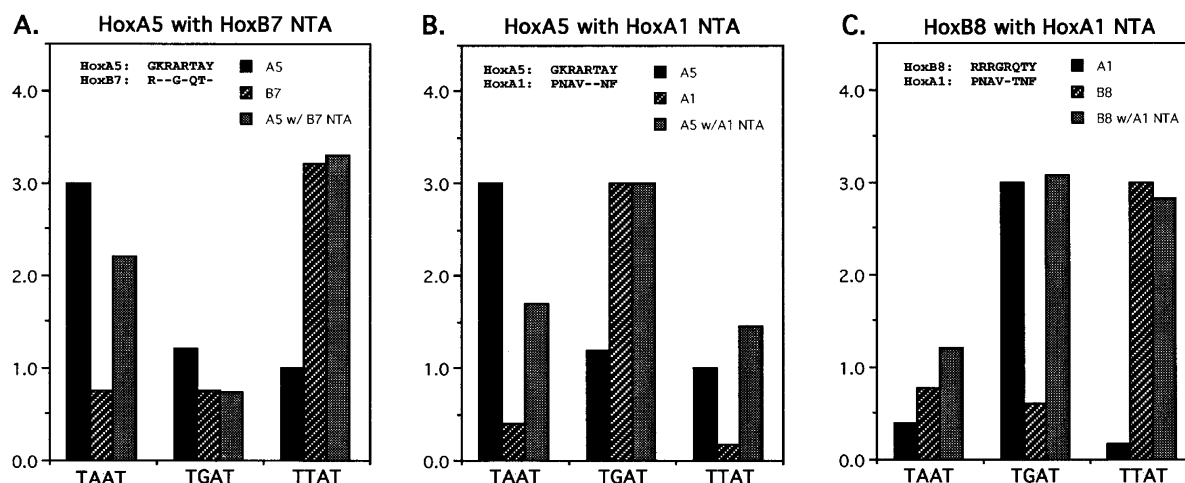 A.
HoxA5 with HoxB7 NTA
HoxA5: GKRARTAY
HoxB7: R--G-QT-
A5
B7
A5 w/ B7 NTA
4.0
3.0
2.0
1.0
0.0
TAAT TGAT TTAT
B.
HoxA5 with HoxA1 NTA
HoxA5: GKRARTAY
HoxA1: PNAV--NF
A5
A1
A5 w/A1 NTA
4.0
3.0
2.0
1.0
0.0
TAAT TGAT TTAT
C.
HoxB8 with HoxA1 NTA
HoxB8: RRRGRQTY
HoxA1: PNAV-TNF
A1
B8
B8 w/A1 NTA
4.0
3.0
2.0
1.0
0.0
TAAT TGAT TTAT